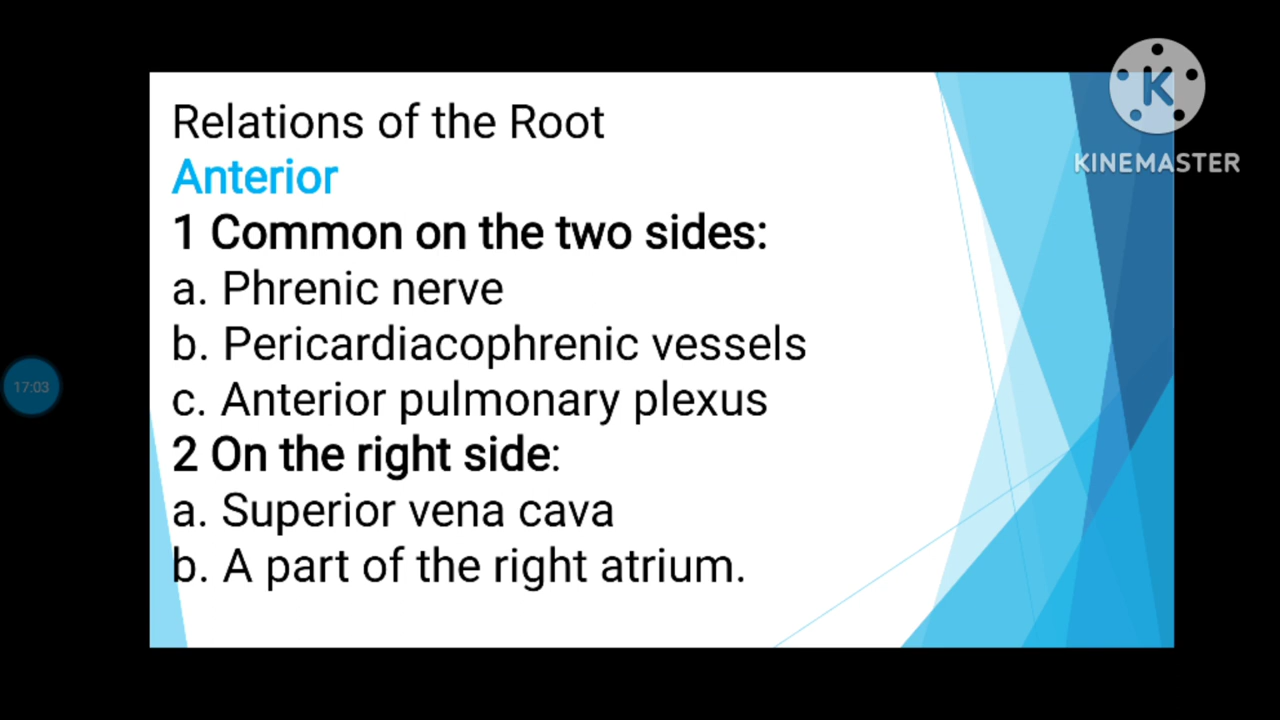 Relations of the Root
Anterior
1 Common on the two sides:
a. Phrenic nerve
b. Pericardiacophrenic vessels
c. Anterior pulmonary plexus
2 On the right side:
a. Superior vena cava
b. A part of the right atrium.
K
KINEMASTER
17:03